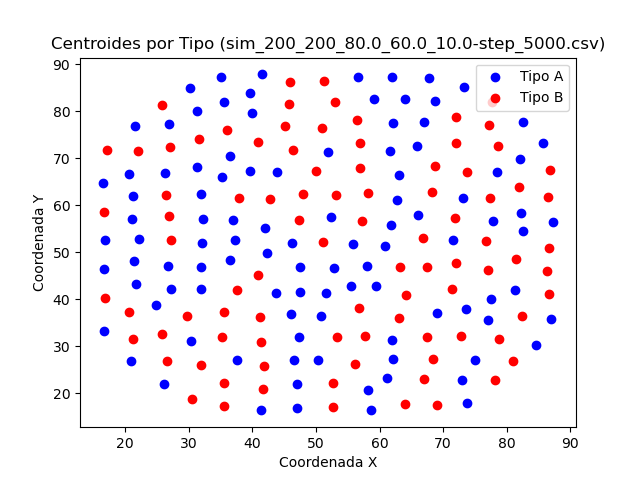 Centroides por Tipo (sim_200_200_80.0_60.0_10.0-step_5000.csv)
Tipo A
Tipo B
90
80
70
60
50
40
30
20
Coordenada Y
20 30 40 50 60 70 80 90
Coordenada X